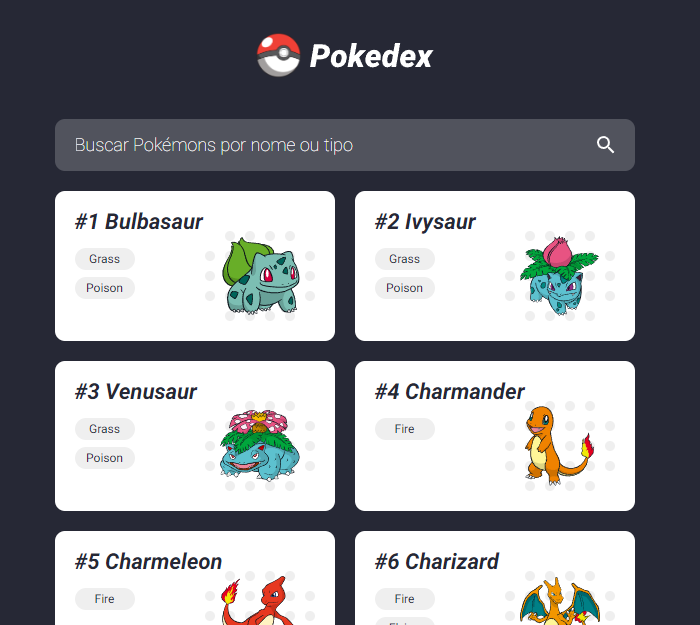 Pokedex
Buscar Pokémons por nome ou tipo
#1 Bulbasaur
Grass
Poison
#2 Ivysaur
Grass
Poison
#3 Venusaur
Grass
Poison
#4 Charmander
Fire
#5 Charmeleon
Fire
#6 Charizard
Fire